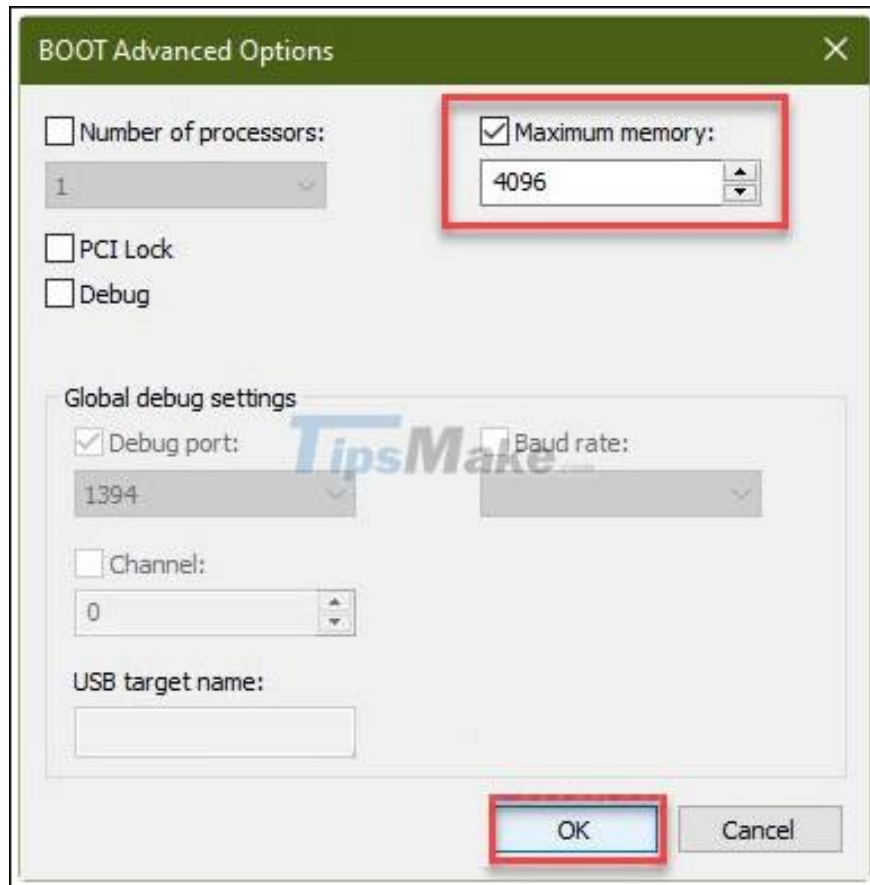 BOOT Advanced Options
Number of processors:
Maximum memory:
1
4096
PCI Lock
Debug
Global debug settings
Debug port:
Baud rate:
TipsMake
1394
Channel:
0
USB target name:
OK
Cancel